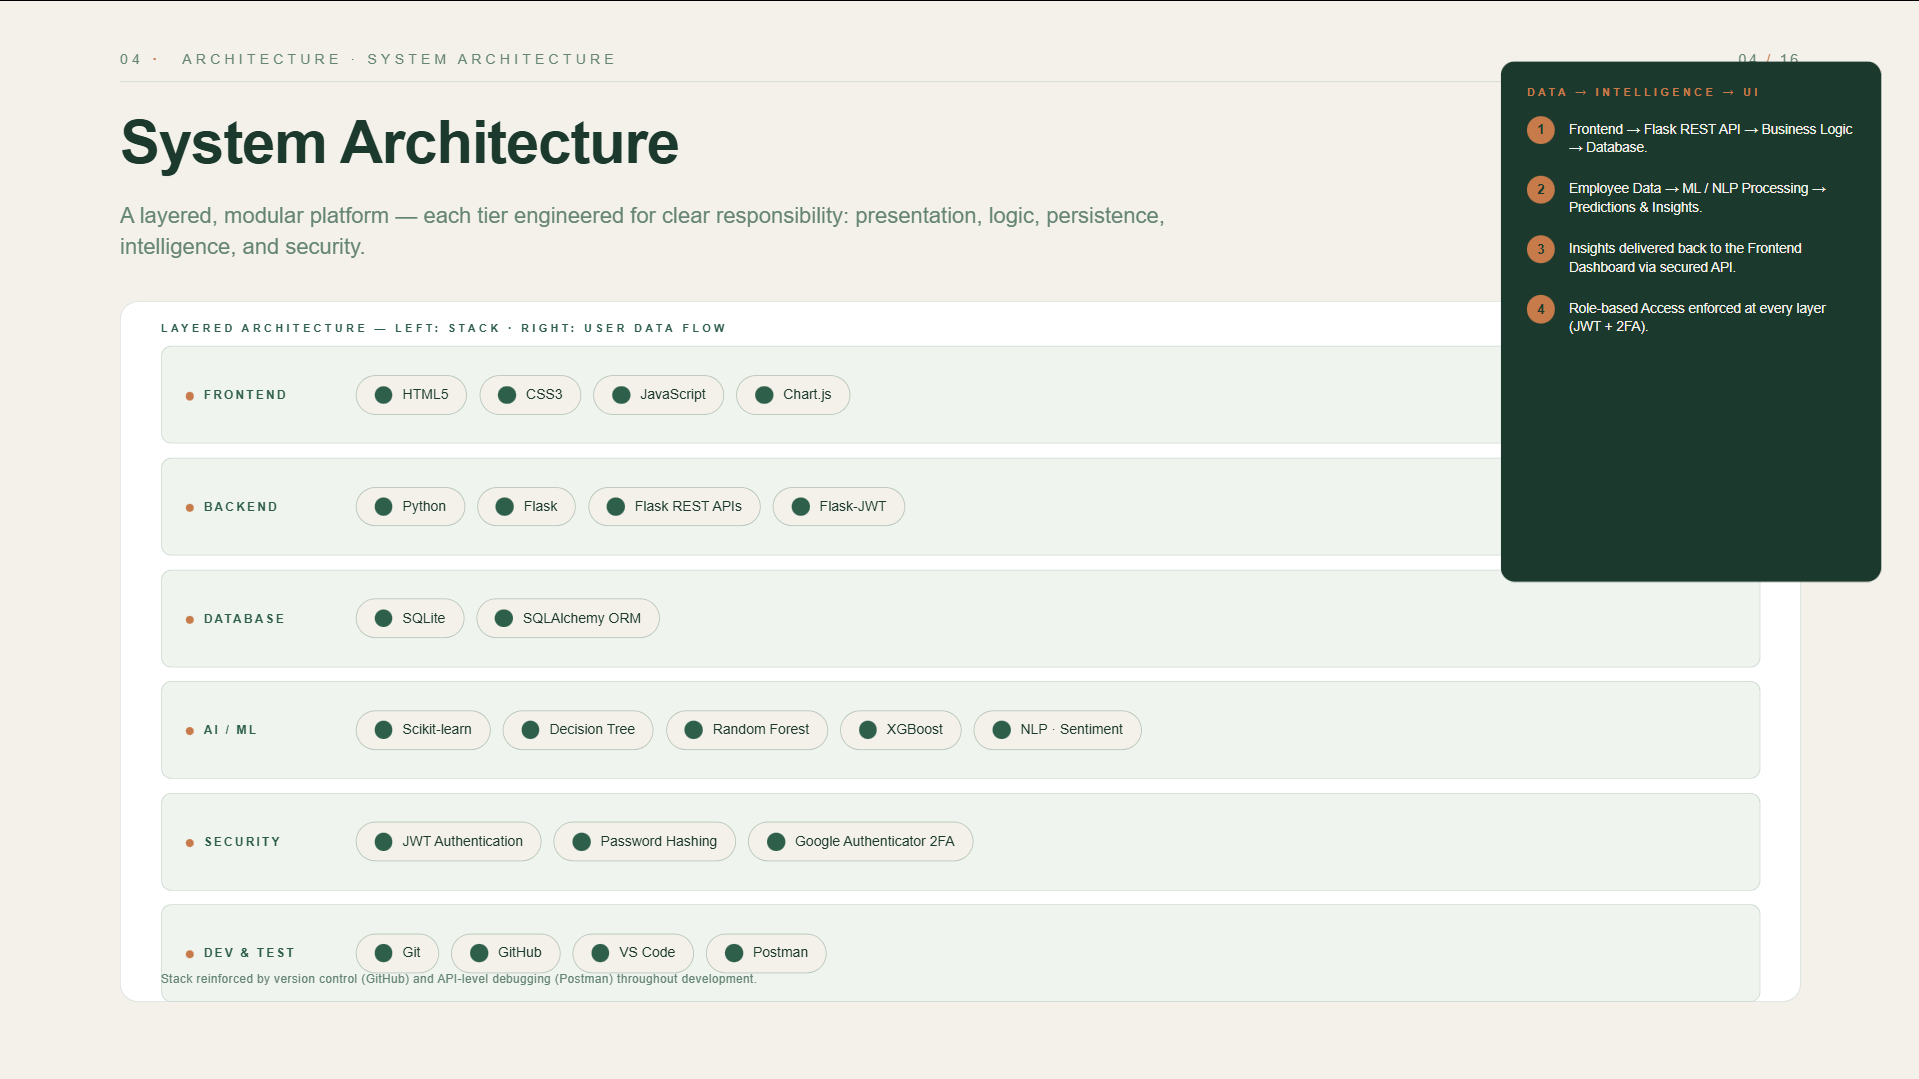 04 · ARCHITECTURE · SYSTEM ARCHITECTURE
04 / 16
System Architecture
A layered, modular platform — each tier engineered for clear responsibility: presentation, logic, persistence,
intelligence, and security.
DATA → INTELLIGENCE → UI
1 Frontend → Flask REST API → Business Logic
→ Database.
2 Employee Data → ML / NLP Processing →
Predictions & Insights.
3 Insights delivered back to the Frontend
Dashboard via secured API.
4 Role-based Access enforced at every layer
(JWT + 2FA).
LAYERED ARCHITECTURE — LEFT: STACK · RIGHT: USER DATA FLOW
FRONTEND HTML5 CSS3 JavaScript Chart.js
BACKEND Python Flask Flask REST APIs Flask-JWT
DATABASE SQLite SQLAlchemy ORM
AI / ML Scikit-learn Decision Tree Random Forest XGBoost NLP · Sentiment
SECURITY JWT Authentication Password Hashing Google Authenticator 2FA
DEV & TEST Git GitHub VS Code Postman
Stack reinforced by version control (GitHub) and API-level debugging (Postman) throughout development.